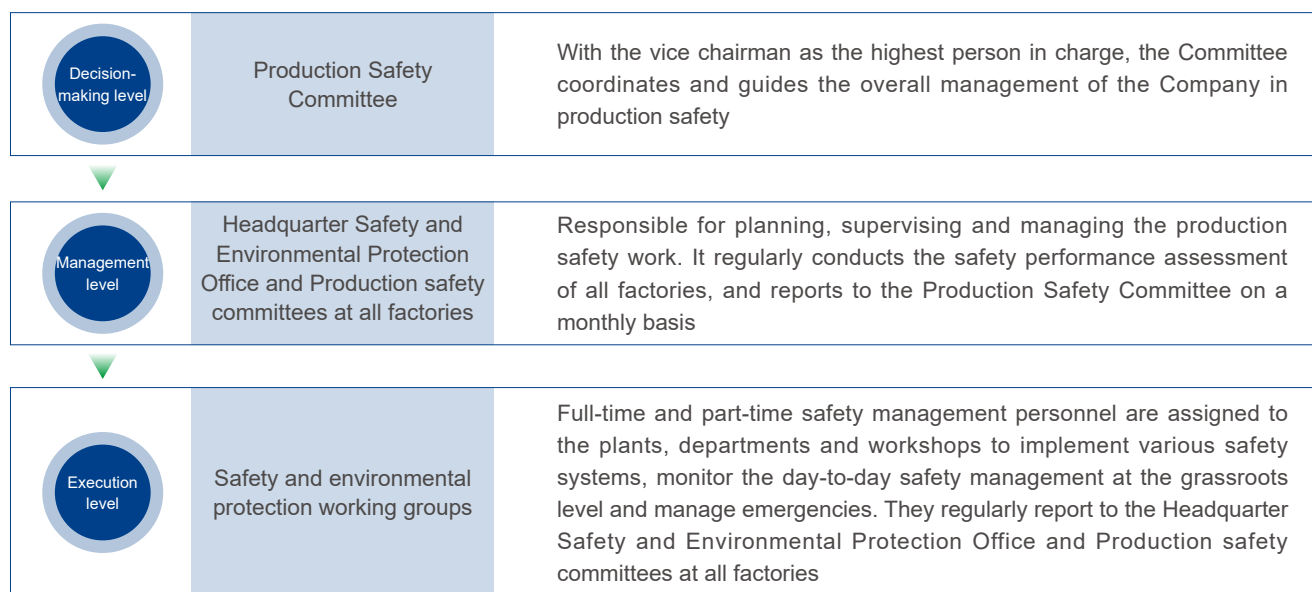 Decision-
making level
Production Safety
Committee
With the vice chairman as the highest person in charge, the Committee
coordinates and guides the overall management of the Company in
production safety
Management
level
Headquarter Safety and
Environmental Protection
Office and Production safety
committees at all factories
Responsible for planning, supervising and managing the production
safety work. It regularly conducts the safety performance assessment
of all factories, and reports to the Production Safety Committee on a
monthly basis
Execution
level
Safety and environmental
protection working groups
Full-time and part-time safety management personnel are assigned to
the plants, departments and workshops to implement various safety
systems, monitor the day-to-day safety management at the grassroots
level and manage emergencies. They regularly report to the Headquarter
Safety and Environmental Protection Office and Production safety
committees at all factories